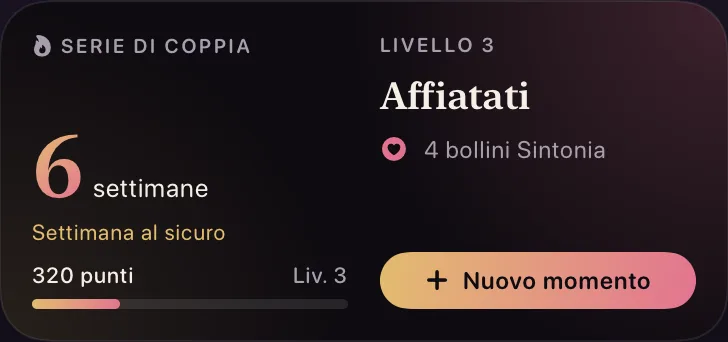 SERIE DI COPPIA
6 settimane
Settimana al sicuro
320 punti Liv. 3
LIVELLO 3
Affiatati
4 bollini Sintonia
+ Nuovo momento